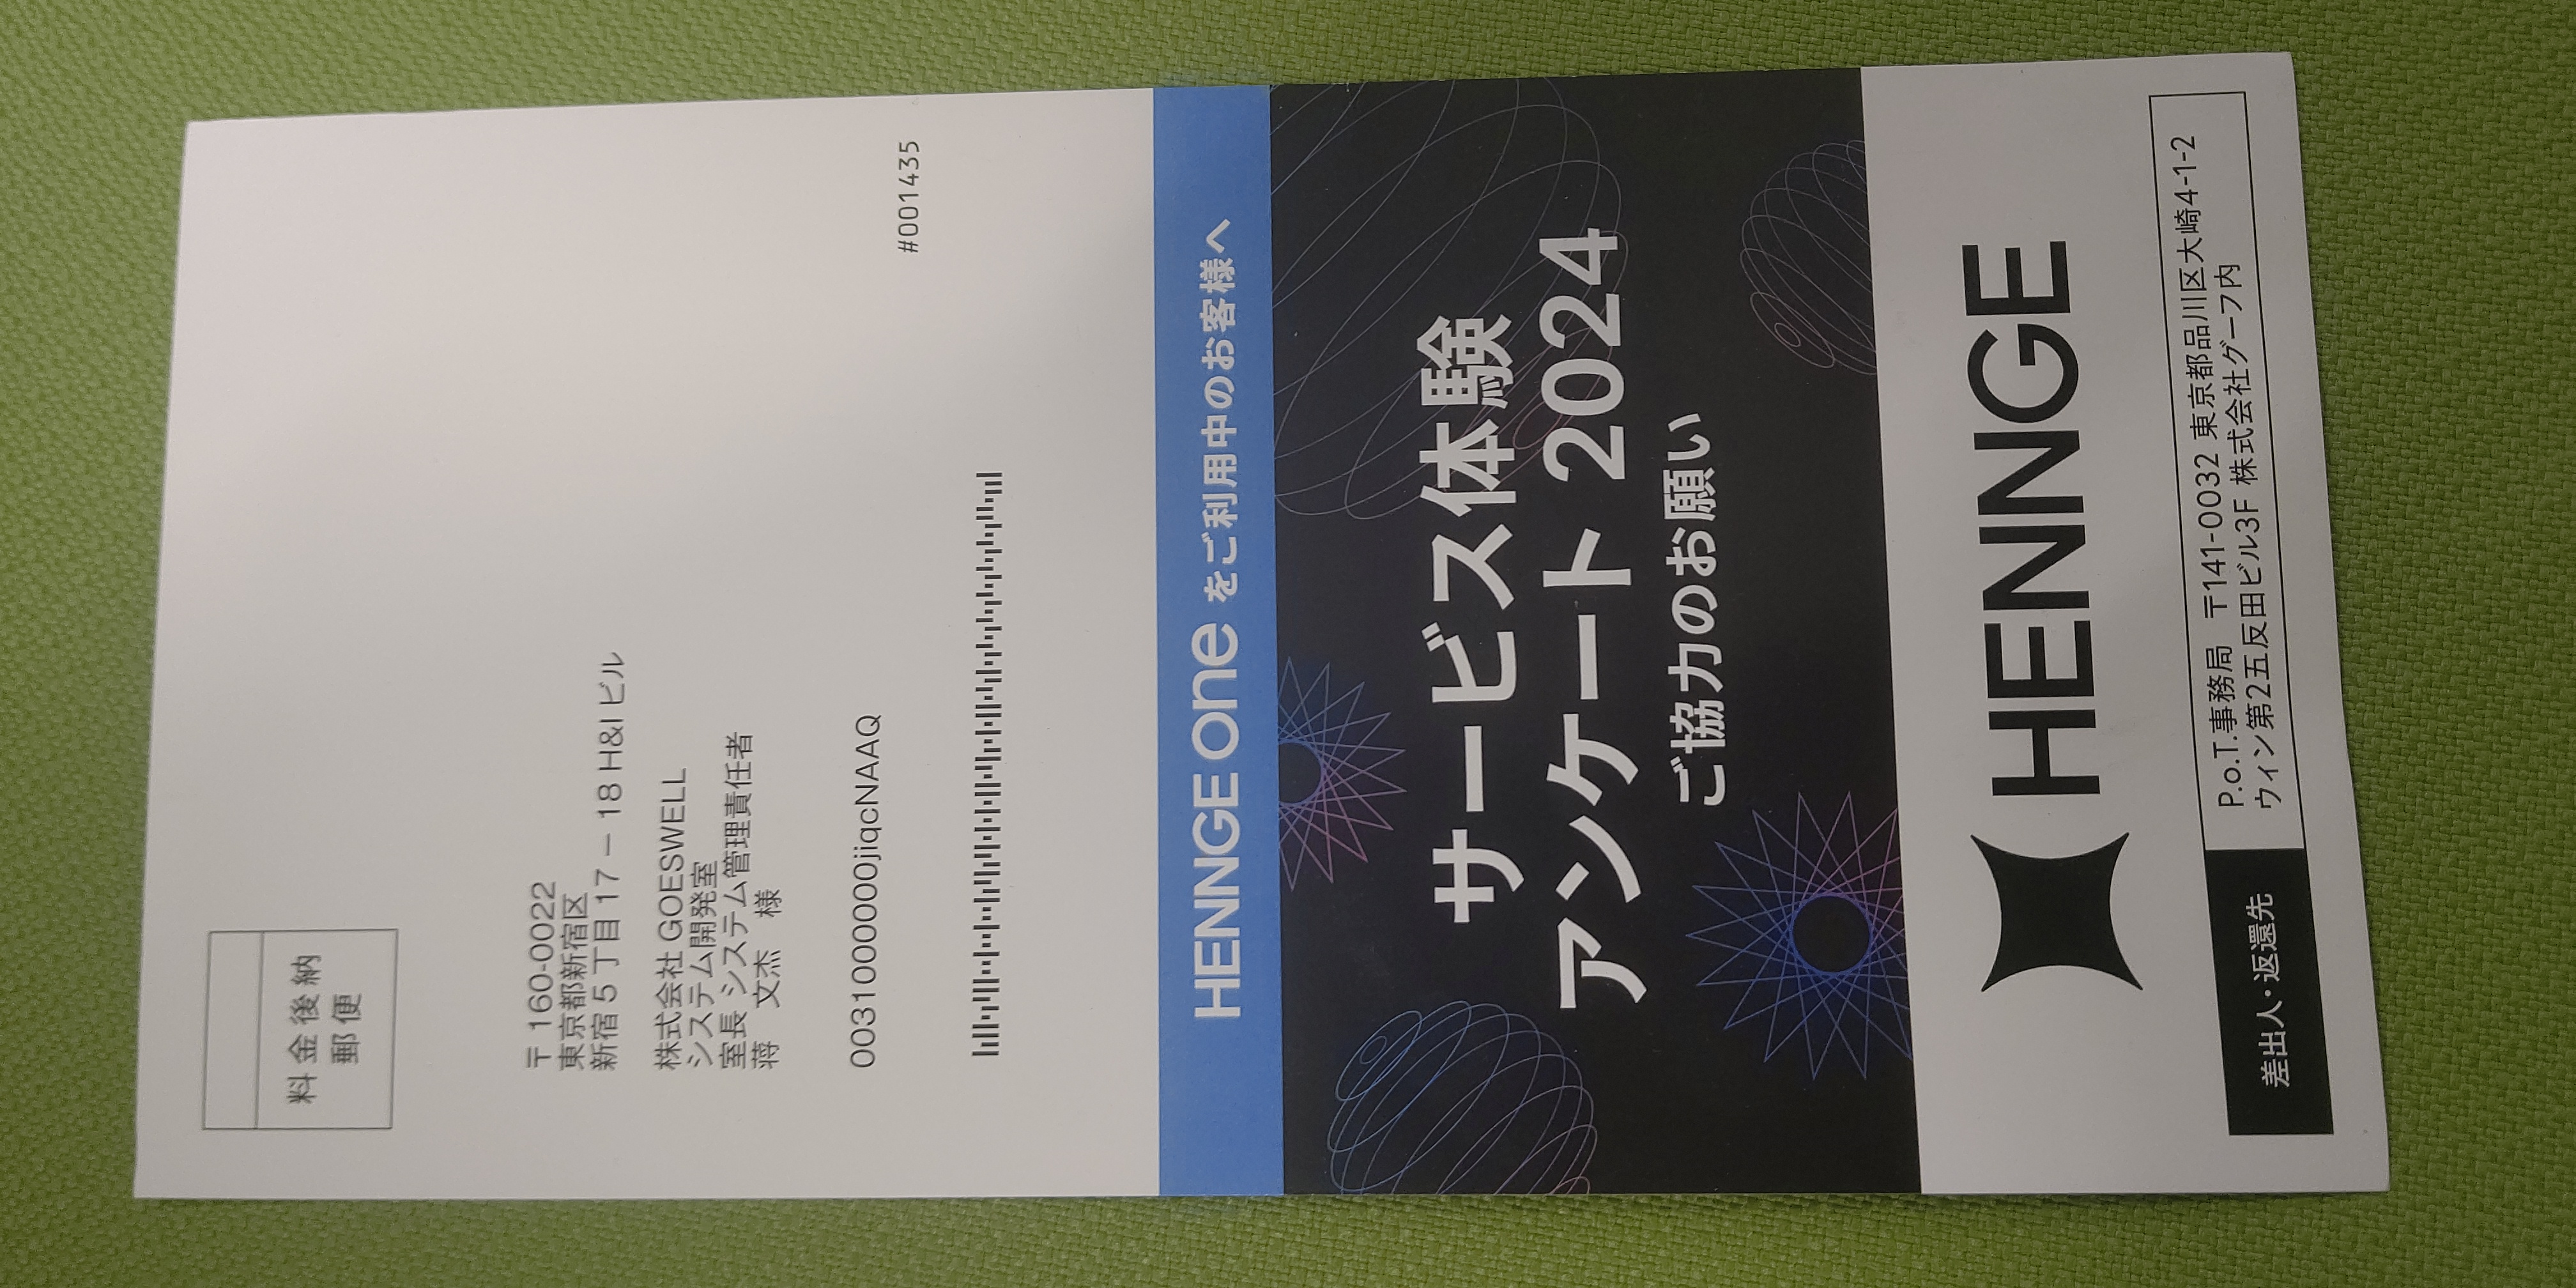 料金後納
郵便
〒160-0022
東京都新宿区
新宿5丁目17－18 H&Iビル
株式会社 GOESWELL
システム開発室
室長 システム管理責任者
蒋　文杰　様
0031000000jiqcNAAQ
#001435
HENNGE one をご利用中のお客様へ
サービス体験
アンケート 2024
ご協力のお願い
HENNGE
差出人・返還先
P.o.T.事務局 〒141-0032 東京都品川区大崎4-1-2
ウィン第2五反田ビル3F 株式会社グーフ内